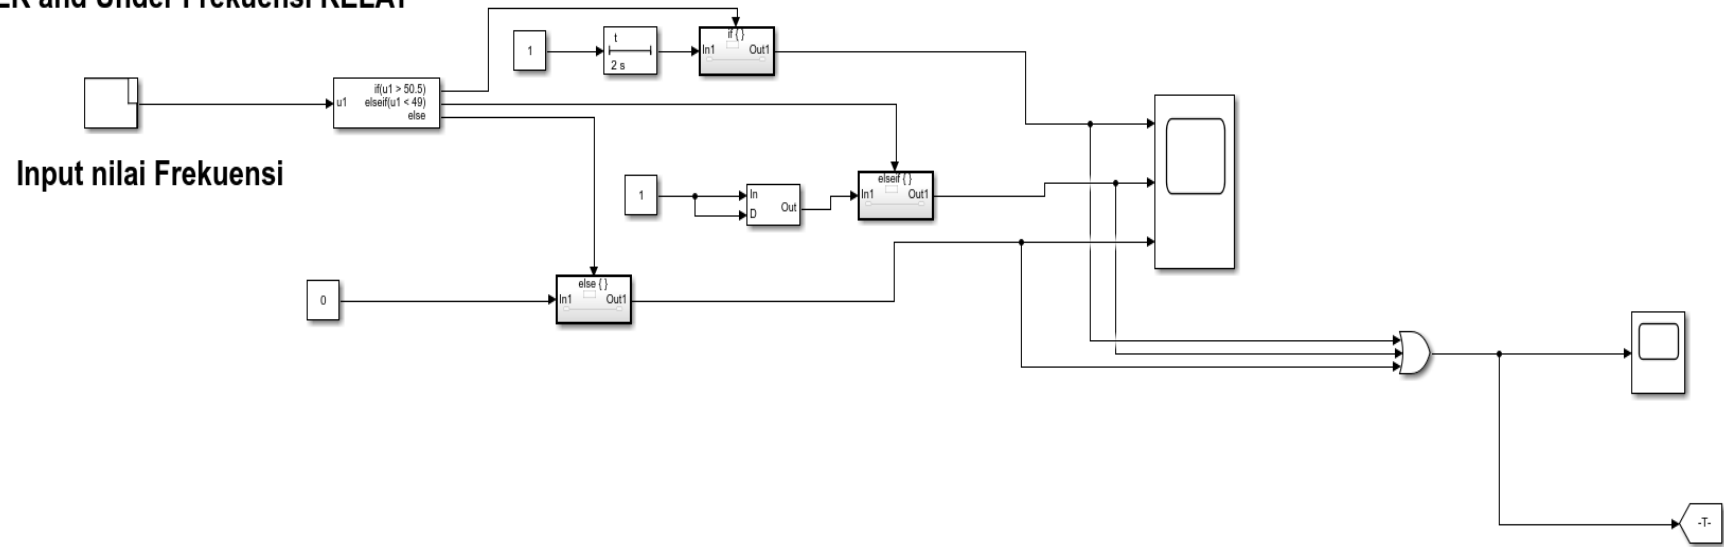 and Under Frekuensi RELAY
if { }
1
t
2 s
In1
Out1
u1
if(u1 > 50.5)
elseif(u1 < 49)
else
Input nilai Frekuensi
1
In
D
Out
elseif { }
In1
Out1
0
else { }
In1
Out1
-T-